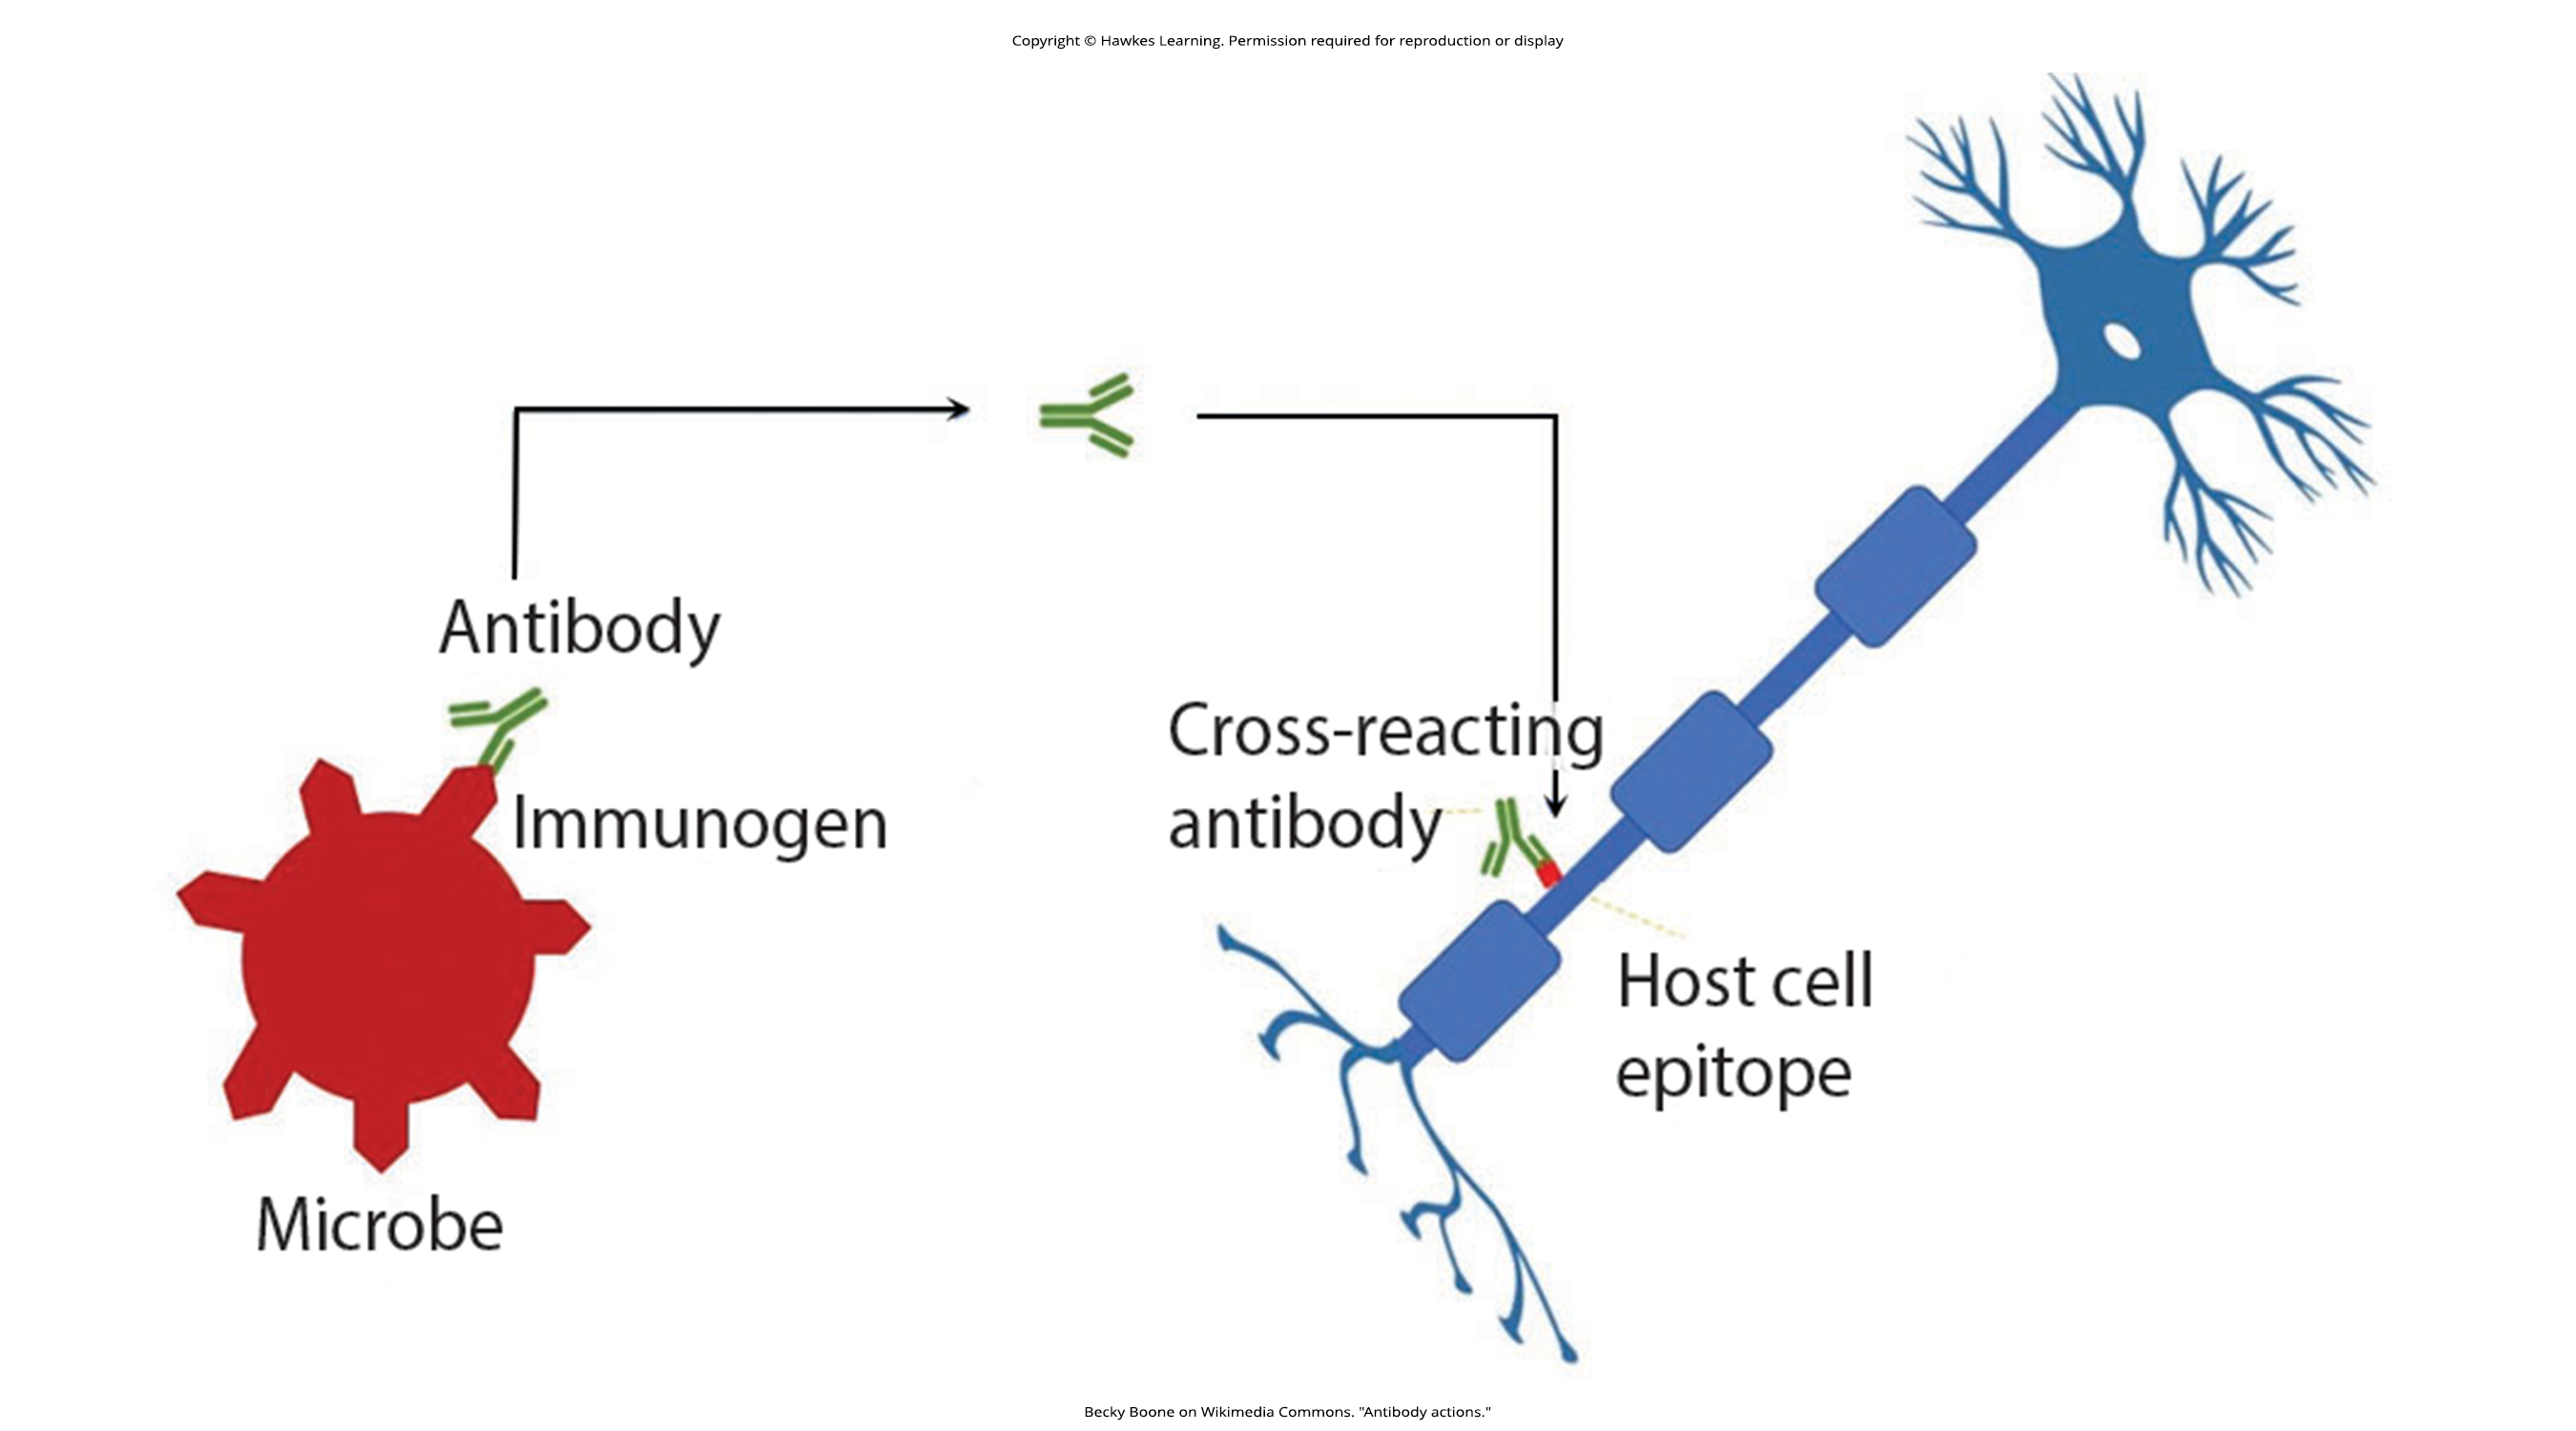 Copyright © Hawkes Learning. Permission required for reproduction or display
Antibody
Immunogen
Microbe
Cross-reacting
antibody
Host cell
epitope
Becky Boone on Wikimedia Commons. "Antibody actions."